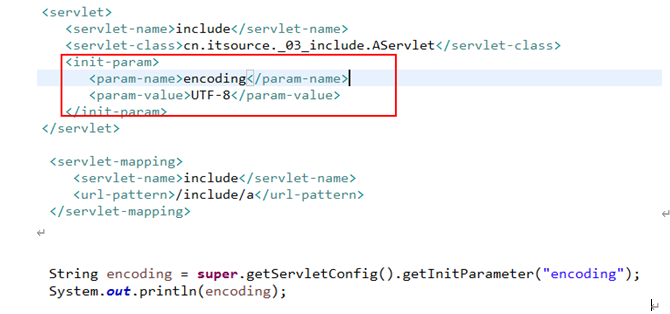 <servlet>
<servlet-name>include</servlet-name>
<servlet-class>cn.itsource._03_include.AServlet</servlet-class>
<init-param>
<param-name>encoding</param-name>
<param-value>UTF-8</param-value>
</init-param>
</servlet>
<servlet-mapping>
<servlet-name>include</servlet-name>
<url-pattern>/include/a</url-pattern>
</servlet-mapping>
String encoding = super.getServletConfig().getInitParameter("encoding");
System.out.println(encoding);